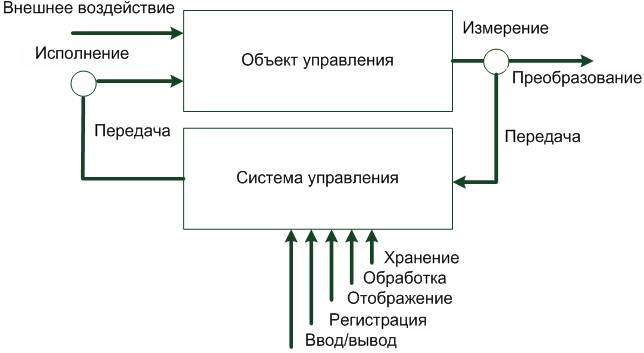 Внешнее воздействие
Измерение
Исполнение
Объект управления
Преобразование
Передача
Передача
Система управления
Хранение
Обработка
Отображение
Регистрация
Ввод/вывод